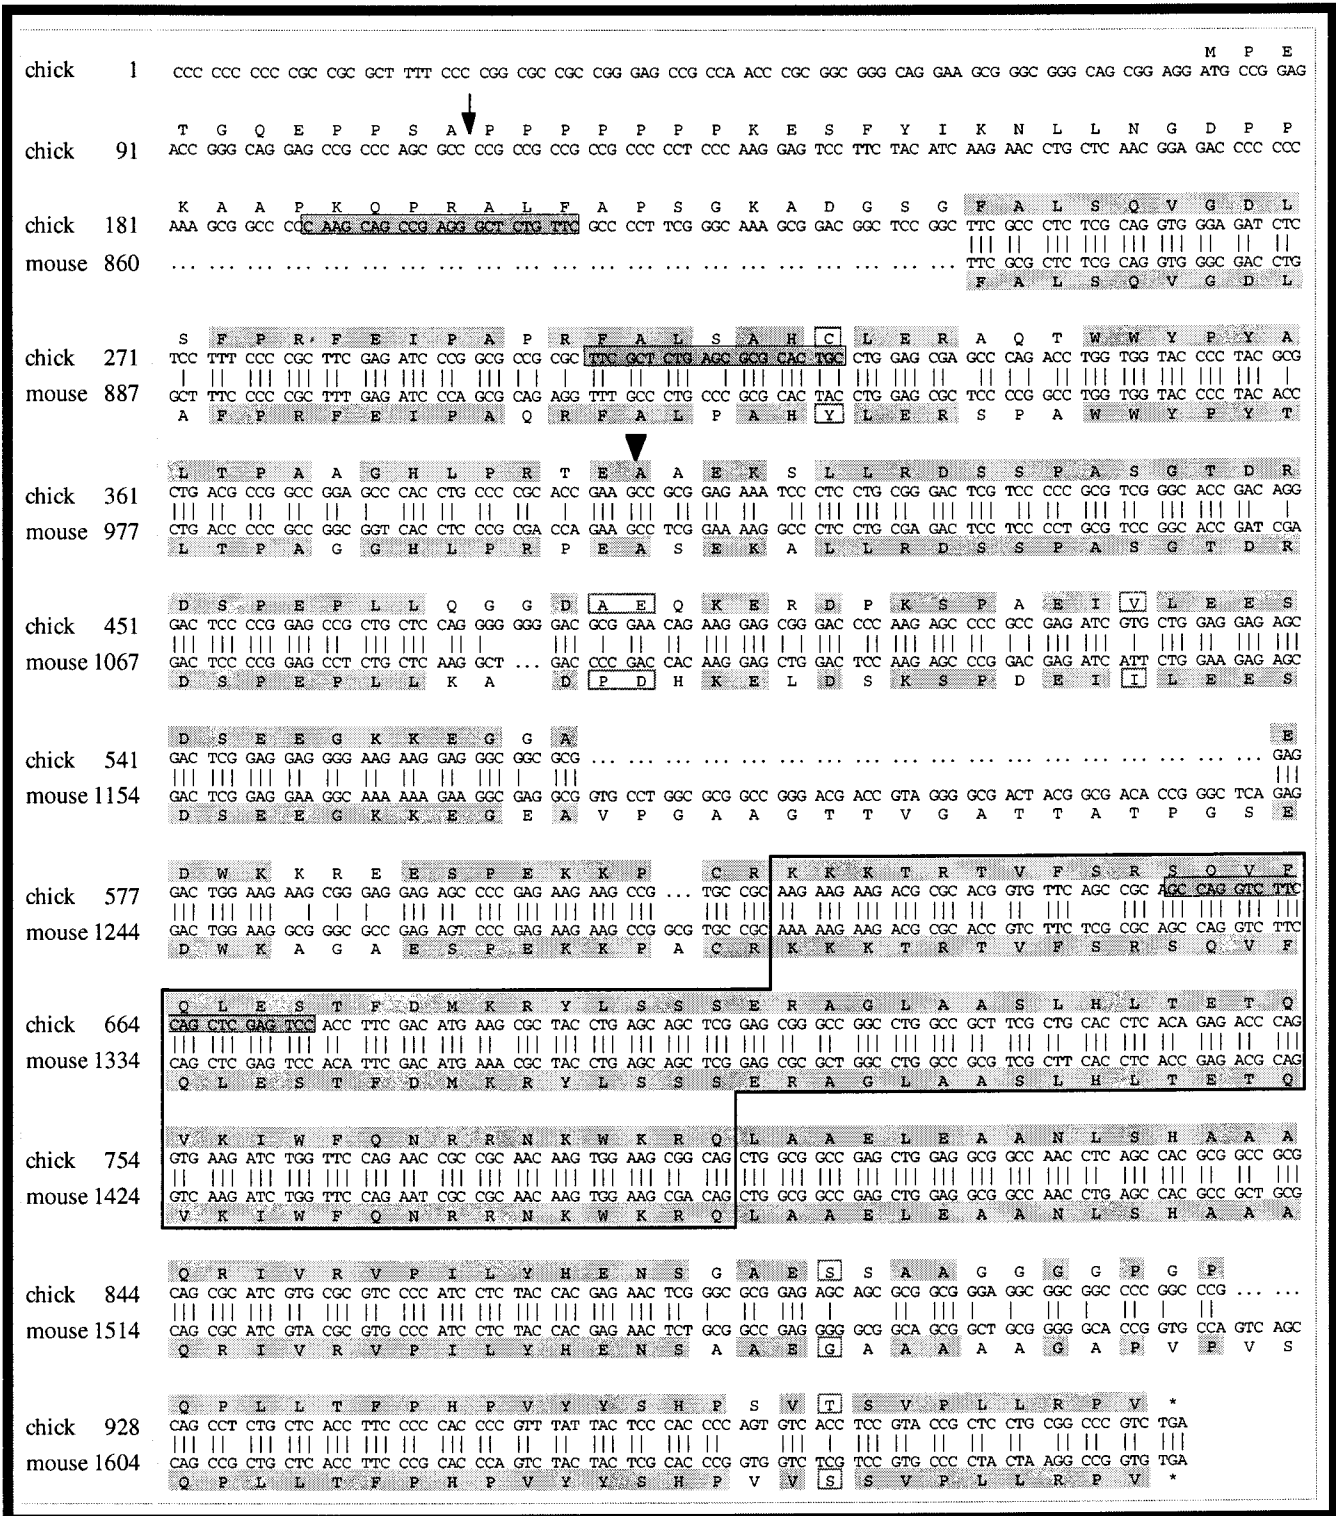 M P E
chick 1 CCC CCC CCC CGC CGC GCT TTT CCC CGG CGC CGC CGG GAG CCG CCA ACC CGC GGC GGG CAG GAA GCG GGC GGG CAG CGG AGG ATG CCG GAG
T G Q E P P S A P P P P P P K E S F Y I K N L L N G D P P
chick 91 ACC GGG CAG GAG CCG CCC AGC GCC CCG CCG CCG CCG CCC CCT CCC AAG GAG TCC TTC TAC ATC AAG AAC CTG CTC AAC GGA GAC CCC CCC
K A A P K Q P R A L F A P S G K A D G S G F A L S Q V G D L
chick 181 AAA GCG GCC CCC AAG CAG CCG AGG GCT CTG TTC GCC CCT TCG GGC AAA GCG GAC GGC TCC GGC TTC GCC CTC TCG CAG GTG GGA GAT CTC
mouse 860 ... ... ... ... ... ... ... ... ... ... ... ... ... ... ... ... ... ... ... ... ... TTC GCG CTC TCG CAG GTG GGC GAC CTG
F A L S Q V G D L
S F P R F E I P A P R F A L S A H C L E R A Q T W W Y P Y A
chick 271 TCC TTT CCC CGC TTC GAG ATC CCG GCG CCG CGC TTC GCT CTG AGC GCG CAC TGC CTG GAG CGA GCC CAG ACC TGG TGG TAC CCC TAC GCG
mouse 887 GCT TTC CCC CGC TTT GAG ATC CCA GCG CAG AGG TTT GCC CTG CCC GCG CAC TAC CTG GAG CGC TCC CCG GCC TGG TGG TAC CCC TAC ACC
A F P R F E I P A Q R F A L P A H Y L E R S P A W W Y P Y T
L T P A A G H L P R T E A A E K S L L R D S S P A S G T D R
chick 361 CTG ACG CCG GCC GGA GCC CAC CTG CCC CGC ACC GAA GCC GCG GAG AAA TCC CTC CTG CGG GAC TCG TCC CCC GCG TCG GGC ACC GAC AGG
mouse 977 CTG ACC CCC GCC GGC GGT CAC CTC CCG CGA CCA GAA GCC TCG GAA AAG GCC CTC CTG CGA GAC TCC TCC CCT GCG TCC GGC ACC GAT CGA
L T P A G G H L P R P E A S E K A L L R D S S P A S G T D R
D S P E P L L Q G G D A E Q K E R D P K S P A E I V L E E S
chick 451 GAC TCC CCG GAG CCG CTG CTC CAG GGG GGG GAC GCG GAA CAG AAG GAG CGG GAC CCC AAG AGC CCC GCC GAG ATC GTG CTG GAG GAG AGC
mouse 1067 GAC TCC CCG GAG CCT CTG CTC AAG GCT ... GAC CCC GAC CAC AAG GAG CTG GAC TCC AAG AGC CCG GAC GAG ATC ATT CTG GAA GAG AGC
D S P E P L L K A D P D H K E L D S K S P D E I I L E E S
D S E E G K K E G G A E
chick 541 GAC TCG GAG GAG GGG AAG AAG GAG GGC GGC GCG ... ... ... ... ... ... ... ... ... ... ... ... ... ... ... ... ... ... GAG
mouse 1154 GAC TCG GAG GAA GGC AAA AAA GAA GGC GAG GCG GTG CCT GGC GCG GCC GGG ACG ACC GTA GGG GCG ACT ACG GCG ACA CCG GGC TCA GAG
D S E E G K K E G E A V P G A A G T T V G A T T A T P G S E
D W K K R E E S P E K K P C R K K K T R T V F S R S Q V F
chick 577 GAC TGG AAG AAG CGG GAG GAG AGC CCC GAG AAG AAG CCG ... TGC CGC AAG AAG AAG ACG CGC ACG GTG TTC AGC CGC AGC CAG GTC TTC
mouse 1244 GAC TGG AAG GCG GGC GCC GAG AGT CCC GAG AAG AAG CCG GCG TGC CGC AAA AAG AAG ACG CGC ACC GTC TTC TCG CGC AGC CAG GTC TTC
D W K A G A E S P E K K P A C R K K K T R T V F S R S Q V F
Q L E S T F D M K R Y L S S S E R A G L A A S L H L T E T Q
chick 664 CAG CTC GAG TCC ACC TTC GAC ATG AAG CGC TAC CTG AGC AGC TCG GAG CGG GCC GGC CTG GCC GCT TCG CTG CAC CTC ACA GAG ACC CAG
mouse 1334 CAG CTC GAG TCC ACA TTC GAC ATG AAA CGC TAC CTG AGC AGC TCG GAG CGC GCT GGC CTG GCC GCG TCG CTT CAC CTC ACC GAG ACG CAG
Q L E S T F D M K R Y L S S S E R A G L A A S L H L T E T Q
V K I W F Q N R R N K W K R Q L A A E L E A A N L S H A A A
chick 754 GTG AAG ATC TGG TTC CAG AAC CGC CGC AAC AAG TGG AAG CGG CAG CTG GCG GCC GAG CTG GAG GCG GCC AAC CTC AGC CAC GCG GCC GCG
mouse 1424 GTC AAG ATC TGG TTC CAG AAT CGC CGC AAC AAG TGG AAG CGA CAG CTG GCG GCC GAG CTG GAG GCG GCC AAC CTG AGC CAC GCC GCT GCG
V K I W F Q N R R N K W K R Q L A A E L E A A N L S H A A A
Q R I V R V P I L Y H E N S G A E S S A A G G G G P G P
chick 844 CAG CGC ATC GTG CGC GTC CCC ATC CTC TAC CAC GAG AAC TCG GGC GCG GAG AGC AGC GCG GCG GGA GGC GGC GGC CCC GGC CCG ... ...
mouse 1514 CAG CGC ATC GTA CGC GTG CCC ATC CTC TAC CAC GAG AAC TCT GCG GCC GAG GGG GCG GCA GCG GCT GCG GGG GCA CCG GTG CCA GTC AGC
Q R I V R V P I L Y H E N S A A E G A A A A A G A P V P V S
Q P L L T F P H P V Y Y S H P S V T S V P L L R P V *
chick 928 CAG CCT CTG CTC ACC TTC CCC CAC CCC GTT TAT TAC TCC CAC CCC AGT GTC ACC TCC GTA CCG CTC CTG CGG CCC GTC TGA
mouse 1604 CAG CCG CTG CTC ACC TTC CCG CAC CCA GTC TAC TAC TCG CAC CCG GTG GTC TCG TCC GTG CCC CTA CTA AGG CCG GTG TGA
Q P L L T F P H P V Y Y S H P V V S S V P L L R P V *